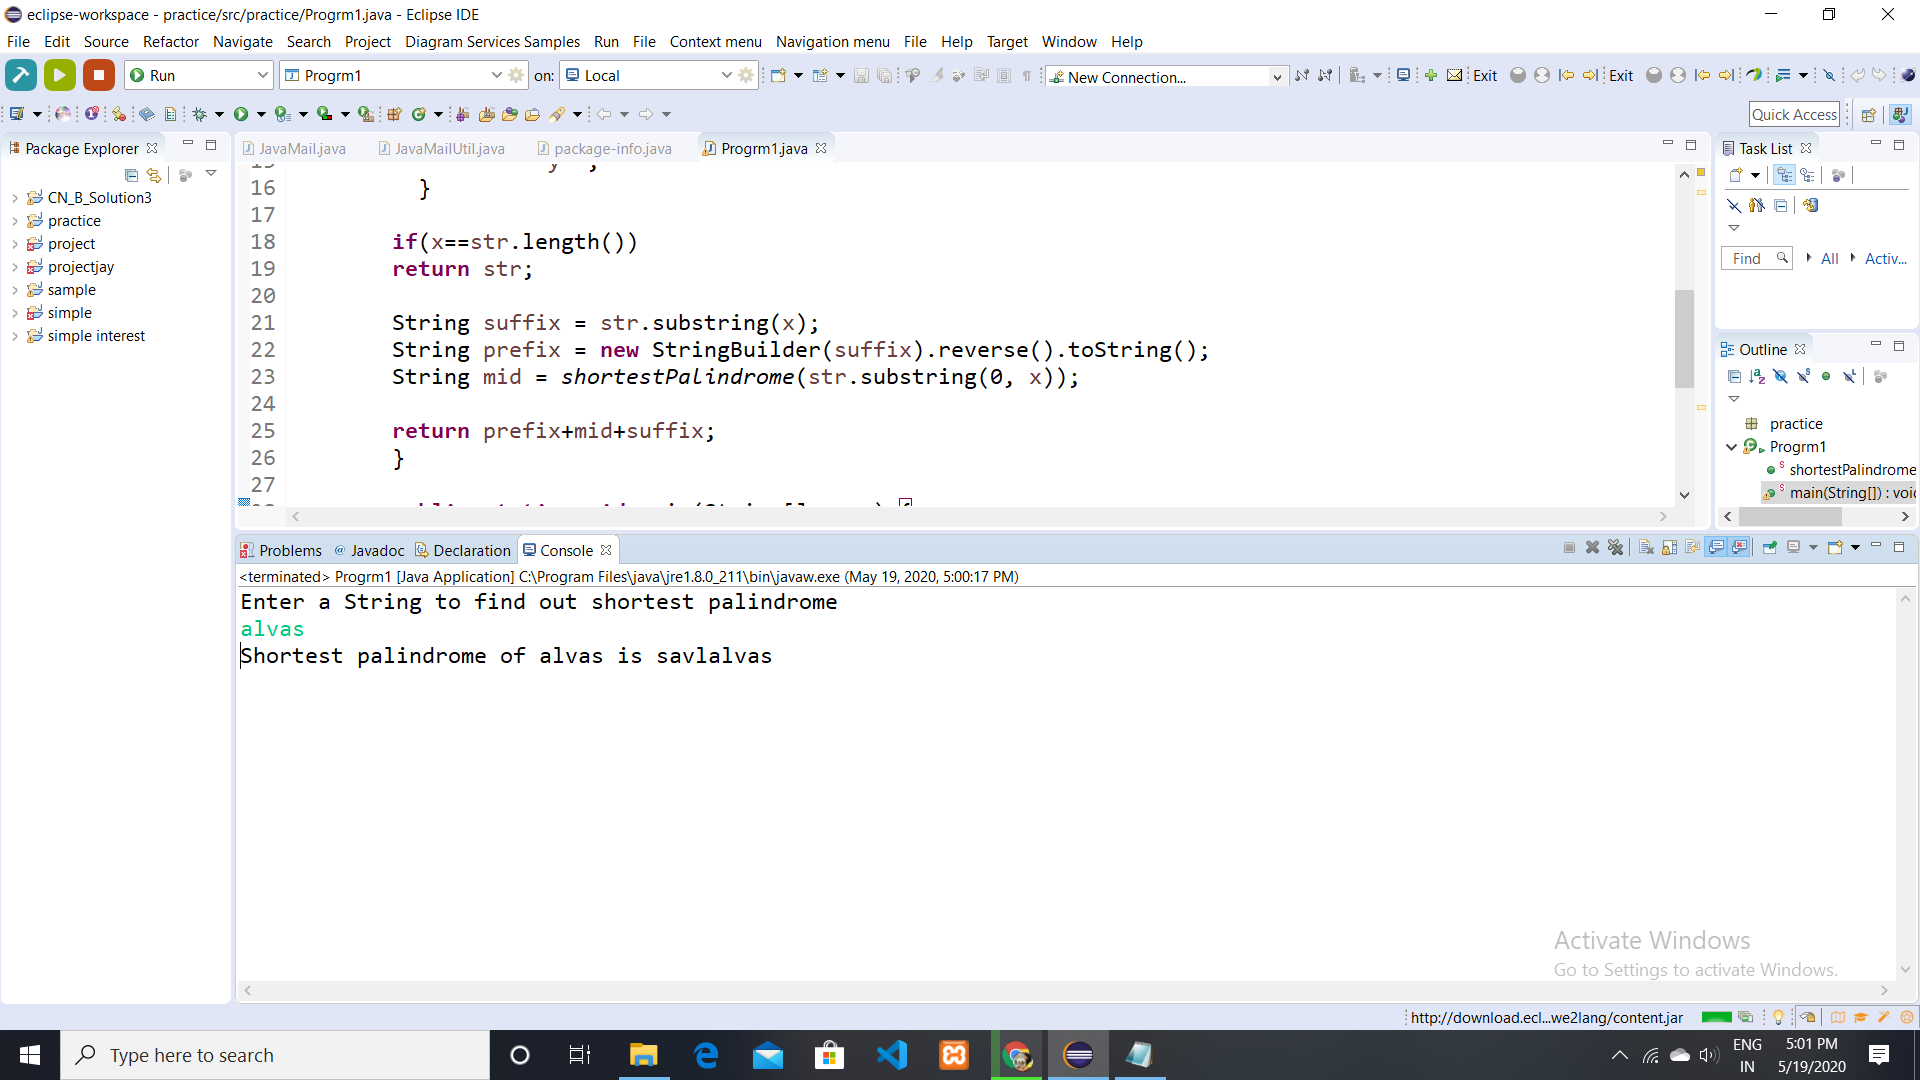 eclipse-workspace - practice/src/practice/Progrm1.java - Eclipse IDE
File Edit Source Refactor Navigate Search Project Diagram Services Samples Run File Context menu Navigation menu File Help Target Window Help
Run Progrm1 on: Local New Connection... Exit Exit
Quick Access
Package Explorer
CN_B_Solution3
practice
project
projectjay
sample
simple
simple interest
JavaMail.java JavaMailUtil.java package-info.java Progrm1.java
16 }
17
18 if(x==str.length())
19 return str;
20
21 String suffix = str.substring(x);
22 String prefix = new StringBuilder(suffix).reverse().toString();
23 String mid = shortestPalindrome(str.substring(0, x));
24
25 return prefix+mid+suffix;
26 }
27
Task List
Find All Activ...
Outline
practice
Progrm1
shortestPalindrome
main(String[]) : voi
Problems @ Javadoc Declaration Console
<terminated> Progrm1 [Java Application] C:\Program Files\java\jre1.8.0_211\bin\javaw.exe (May 19, 2020, 5:00:17 PM)
Enter a String to find out shortest palindrome
alvas
Shortest palindrome of alvas is savlalvas
Activate Windows
Go to Settings to activate Windows.
http://download.ecl...we2lang/content.jar
Type here to search
ENG
IN
5:01 PM
5/19/2020